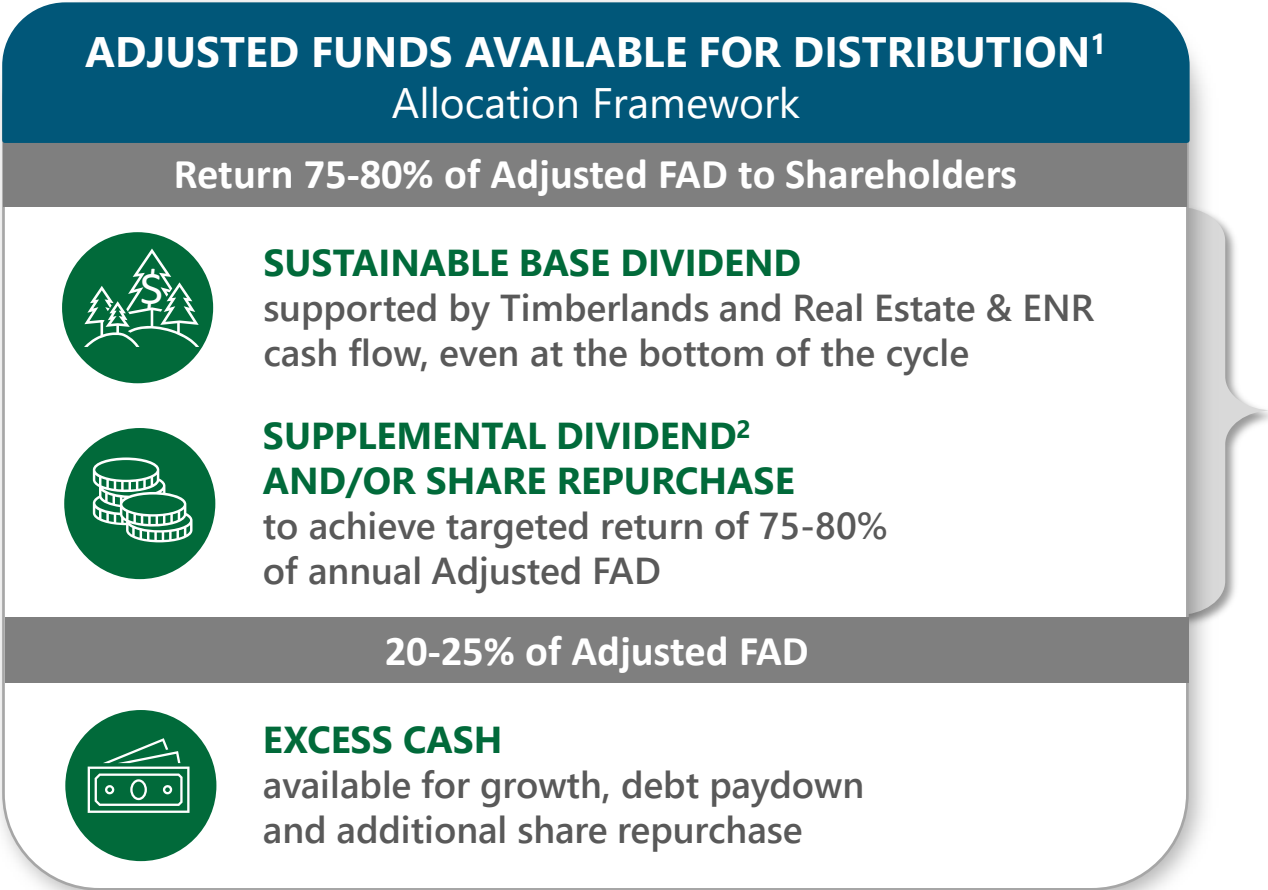 ADJUSTED FUNDS AVAILABLE FOR DISTRIBUTION¹
Allocation Framework
Return 75-80% of Adjusted FAD to Shareholders
$
SUSTAINABLE BASE DIVIDEND
supported by Timberlands and Real Estate & ENR
cash flow, even at the bottom of the cycle
SUPPLEMENTAL DIVIDEND²
AND/OR SHARE REPURCHASE
to achieve targeted return of 75-80%
of annual Adjusted FAD
20-25% of Adjusted FAD
EXCESS CASH
available for growth, debt paydown
and additional share repurchase